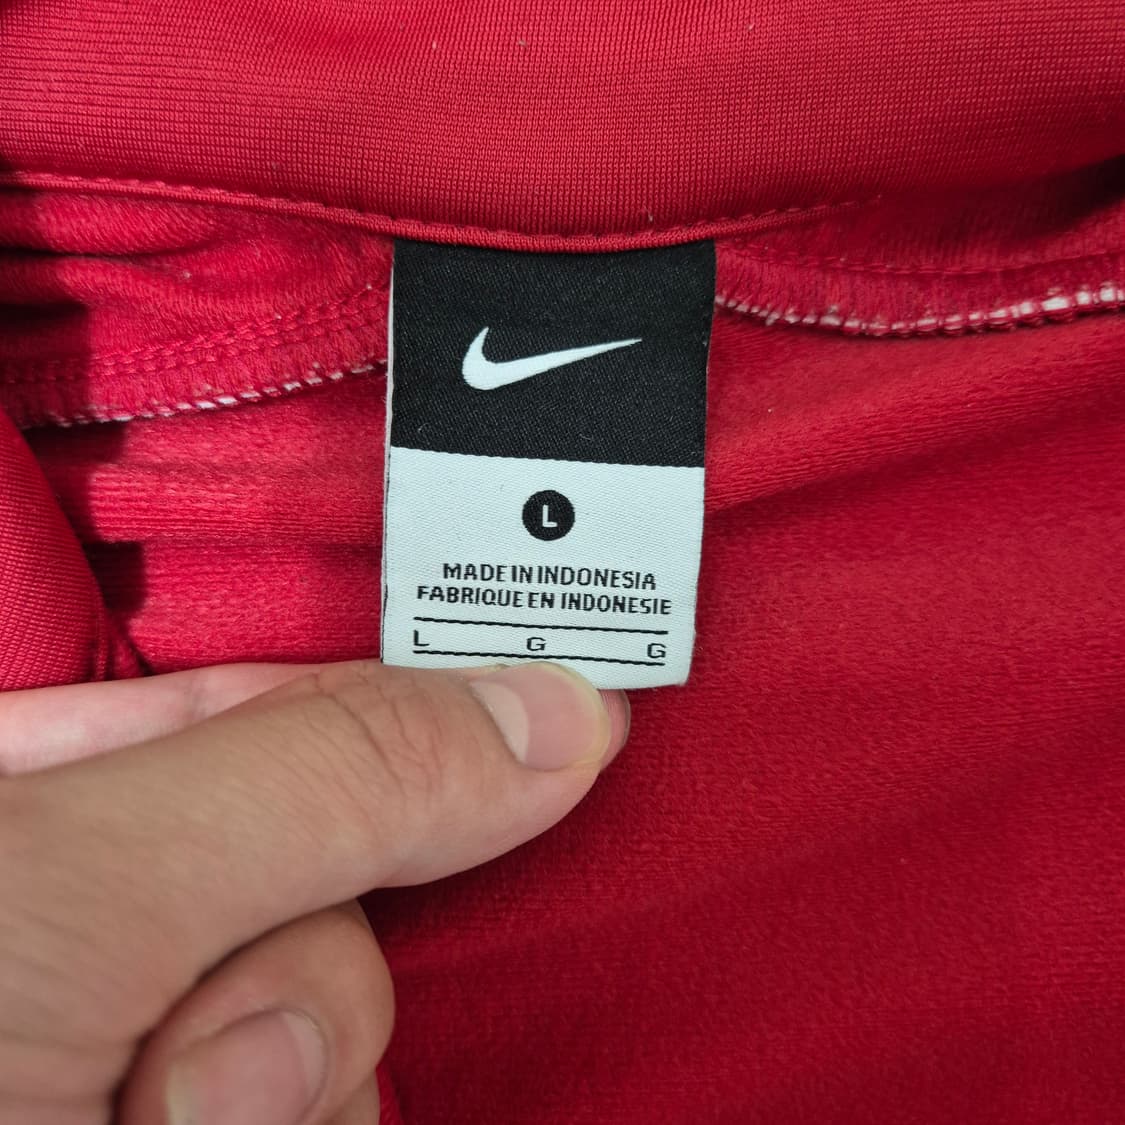 L
MADE IN INDONESIA
FABRIQUE EN INDONESIE
L G G